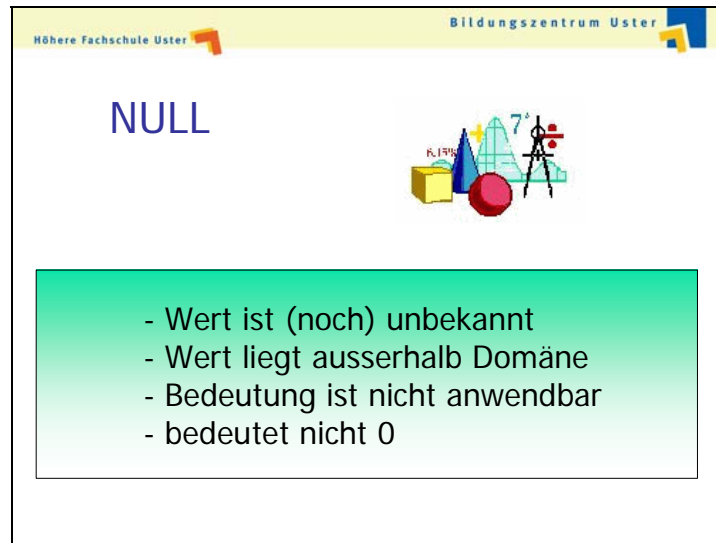 Höhere Fachschule Uster
Bildungszentrum Uster
NULL
7
- Wert ist (noch) unbekannt
- Wert liegt ausserhalb Domäne
- Bedeutung ist nicht anwendbar
- bedeutet nicht 0